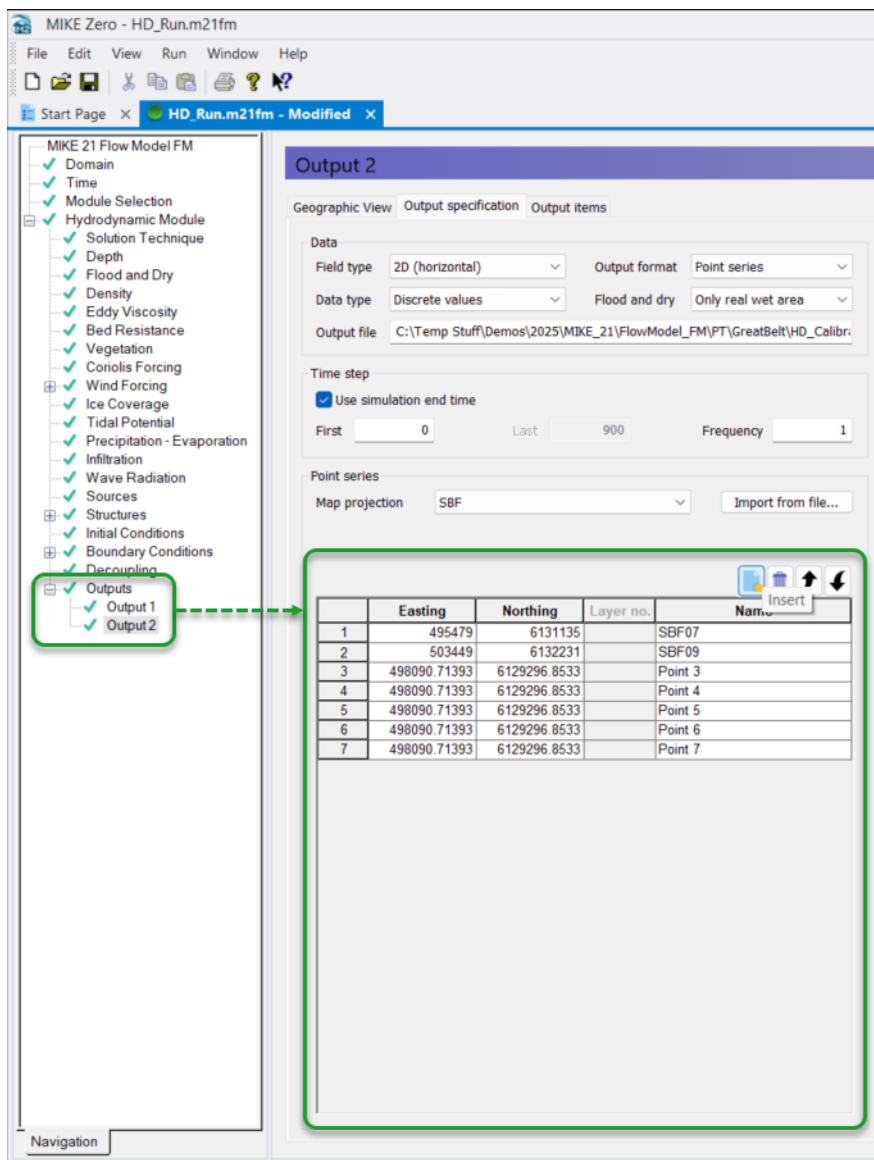 MIKE Zero - HD_Run.m21fm
File Edit View Run Window Help
Start Page HD_Run.m21fm - Modified
MIKE 21 Flow Model FM
Domain
Time
Module Selection
Hydrodynamic Module
Solution Technique
Depth
Flood and Dry
Density
Eddy Viscosity
Bed Resistance
Vegetation
Coriolis Forcing
Wind Forcing
Ice Coverage
Tidal Potential
Precipitation - Evaporation
Infiltration
Wave Radiation
Sources
Structures
Initial Conditions
Boundary Conditions
Decoupling
Outputs
Output 1
Output 2
Navigation
Output 2
Geographic View Output specification Output items
Data
Field type 2D (horizontal) Output format Point series
Data type Discrete values Flood and dry Only real wet area
Output file C:\Temp Stuff\Demos\2025\MIKE_21\FlowModel_FM\PT\GreatBelt\HD_Calibra
Time step
Use simulation end time
First 0 Last 900 Frequency 1
Point series
Map projection SBF Import from file...
Insert
Easting Northing Layer no. Name
1 495479 6131135 SBF07
2 503449 6132231 SBF09
3 498090.71393 6129296.8533 Point 3
4 498090.71393 6129296.8533 Point 4
5 498090.71393 6129296.8533 Point 5
6 498090.71393 6129296.8533 Point 6
7 498090.71393 6129296.8533 Point 7